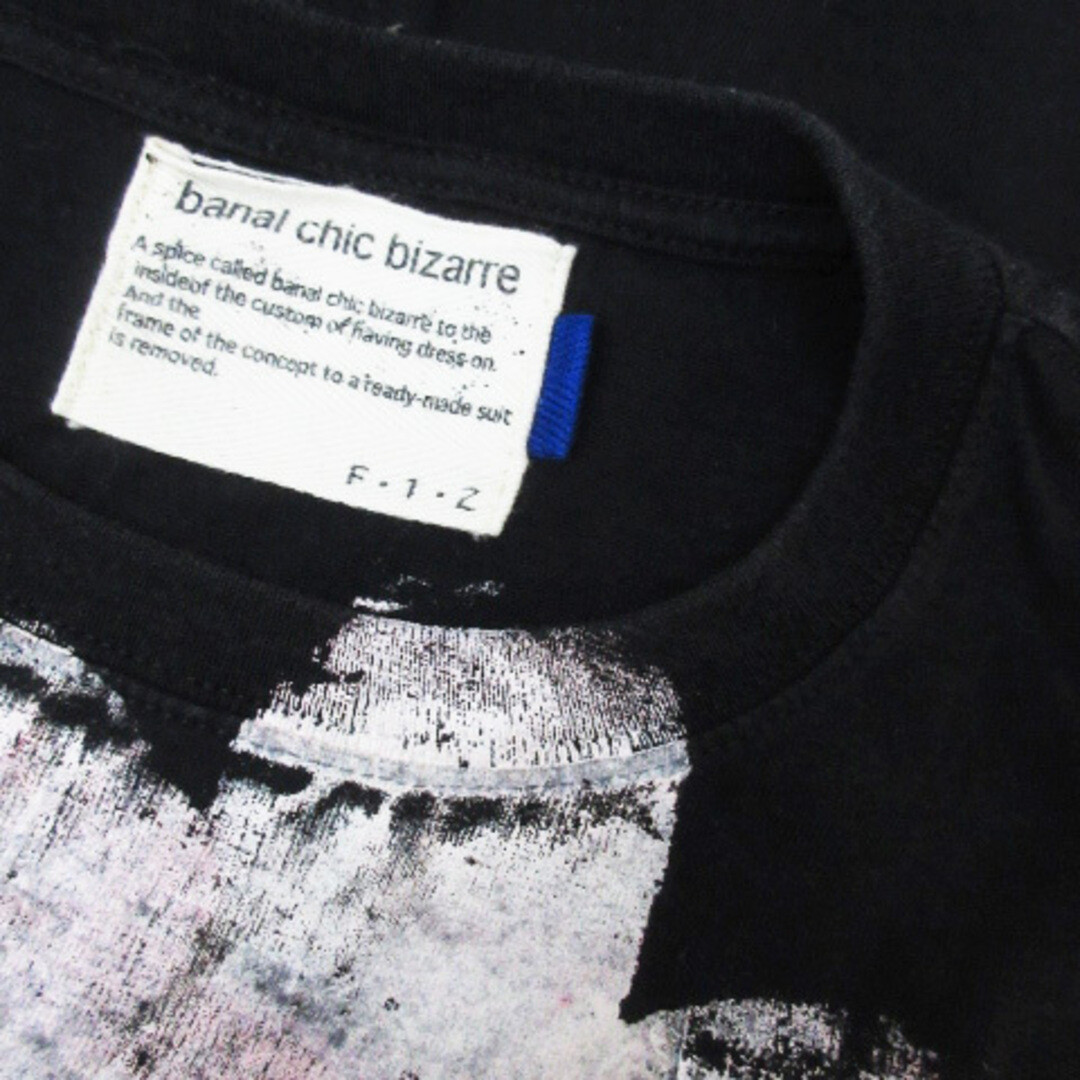 banal chic bizarre
A spice called banal chic bizarre to the
insideof the custom of having dress on.
And the
frame of the concept to a ready-made suit
is removed.
F・1・2